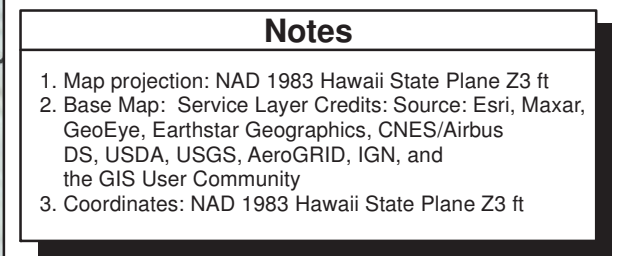 Notes
1. Map projection: NAD 1983 Hawaii State Plane Z3 ft
2. Base Map: Service Layer Credits: Source: Esri, Maxar,
GeoEye, Earthstar Geographics, CNES/Airbus
DS, USDA, USGS, AeroGRID, IGN, and
the GIS User Community
3. Coordinates: NAD 1983 Hawaii State Plane Z3 ft